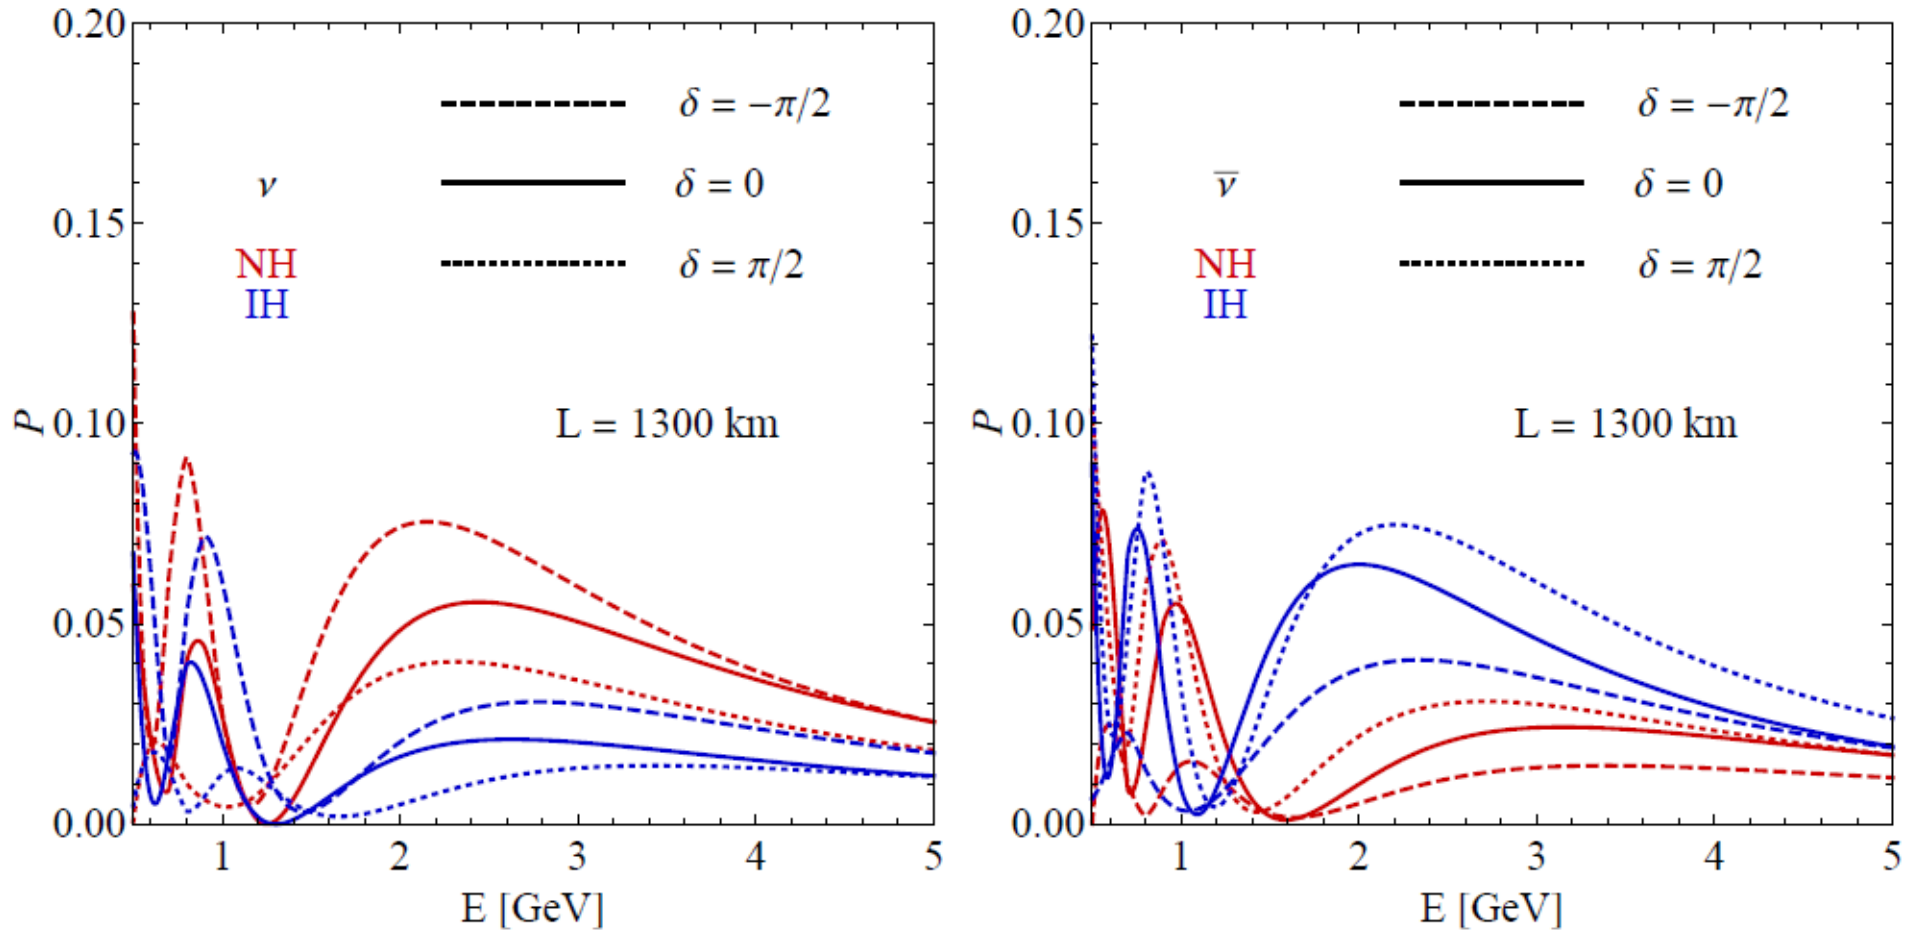 0.20
0.15
0.10
0.05
0.00
P
δ = −π/2
ν
δ = 0
NH
δ = π/2
IH
L = 1300 km
1 2 3 4 5
E [GeV]
0.20
0.15
0.10
0.05
0.00
P
δ = −π/2
ν̅
δ = 0
NH
δ = π/2
IH
L = 1300 km
1 2 3 4 5
E [GeV]